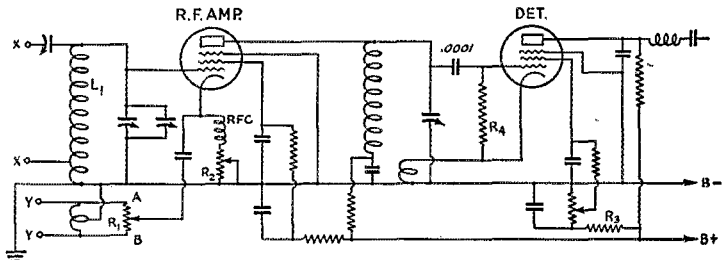 R.F. AMP.
DET.
X
.0001
L1
RFC
R4
X
R2
B-
Y
A
R1
R3
Y
B
B+